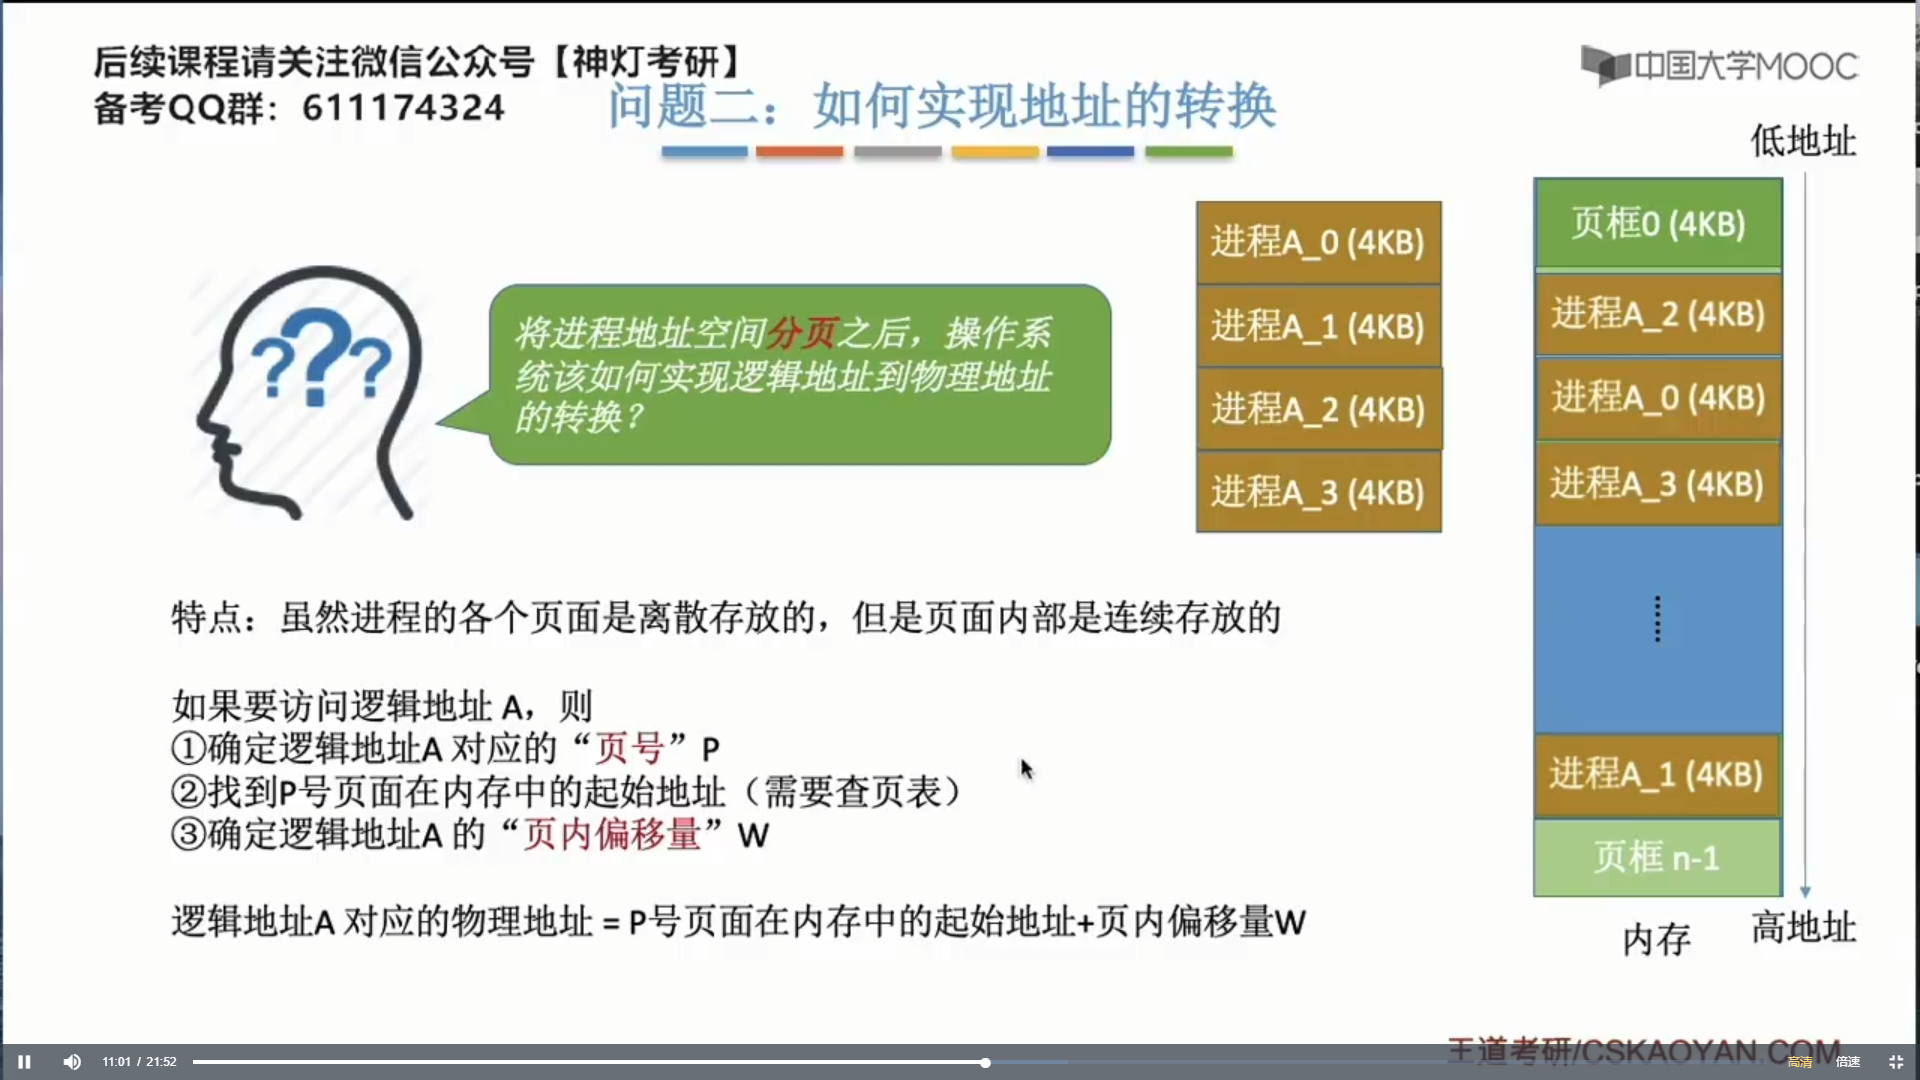 后续课程请关注微信公众号【神灯考研】
备考QQ群：611174324
中国大学MOOC
问题二：如何实现地址的转换
低地址
???
将进程地址空间分页之后，操作系
统该如何实现逻辑地址到物理地址
的转换？
进程A_0 (4KB)
进程A_1 (4KB)
进程A_2 (4KB)
进程A_3 (4KB)
页框0 (4KB)
进程A_2 (4KB)
进程A_0 (4KB)
进程A_3 (4KB)
......
进程A_1 (4KB)
页框 n-1
内存
高地址
特点：虽然进程的各个页面是离散存放的，但是页面内部是连续存放的
如果要访问逻辑地址 A，则
①确定逻辑地址A 对应的“页号”P
②找到P号页面在内存中的起始地址（需要查页表）
③确定逻辑地址A 的“页内偏移量”W
逻辑地址A 对应的物理地址 = P号页面在内存中的起始地址+页内偏移量W
王道考研/CSKAOYAN.COM
11:01 / 21:52
高清
倍速